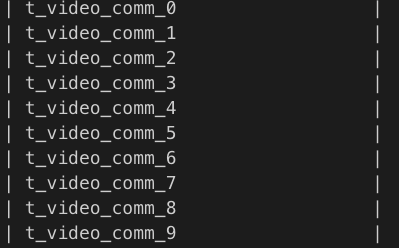 | t_video_comm_0                  |
| t_video_comm_1                  |
| t_video_comm_2                  |
| t_video_comm_3                  |
| t_video_comm_4                  |
| t_video_comm_5                  |
| t_video_comm_6                  |
| t_video_comm_7                  |
| t_video_comm_8                  |
| t_video_comm_9                  |